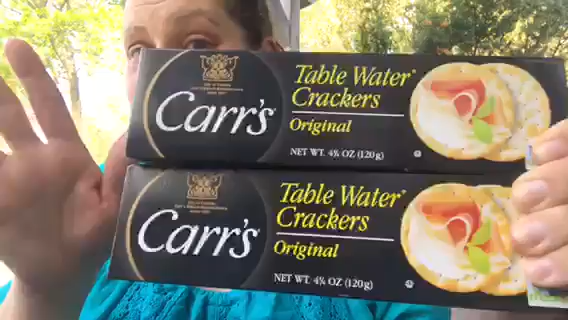 Carr's
Table Water
Crackers
Original
NET WT. 4¼ OZ (120g)
Carr's
Table Water
Crackers
Original
NET WT. 4¼ OZ (120g)